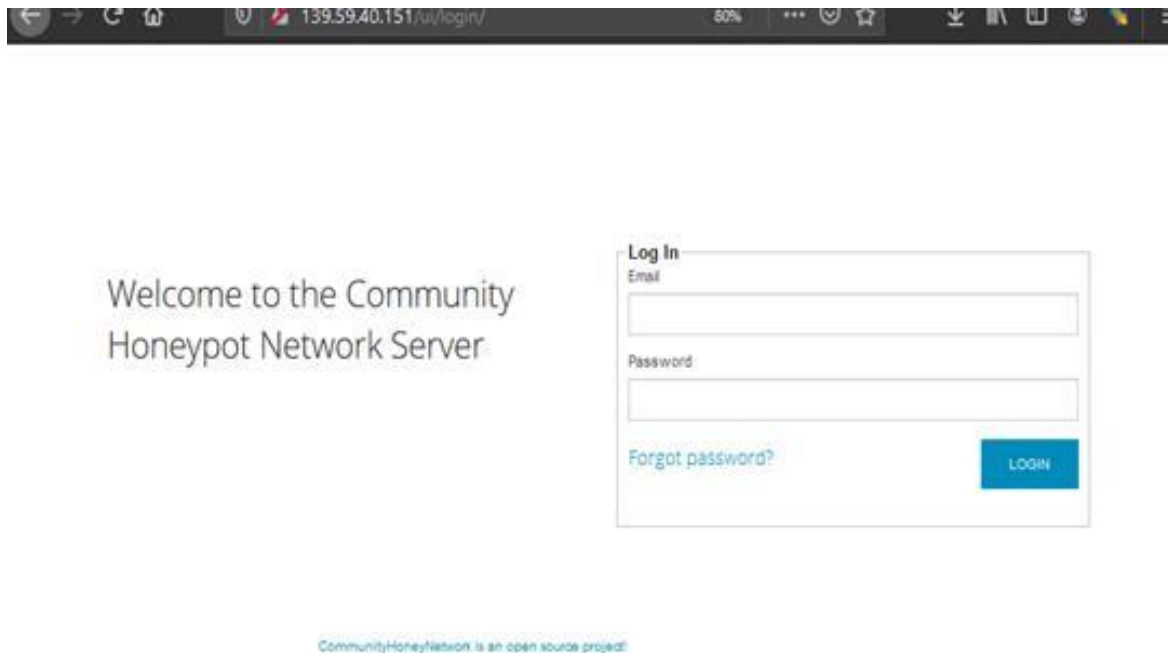 139.59.40.151/ui/login/
80%
Welcome to the Community
Honeypot Network Server
Log In
Email
Password
Forgot password?
LOGIN
CommunityHoneyNetwork is an open source project!